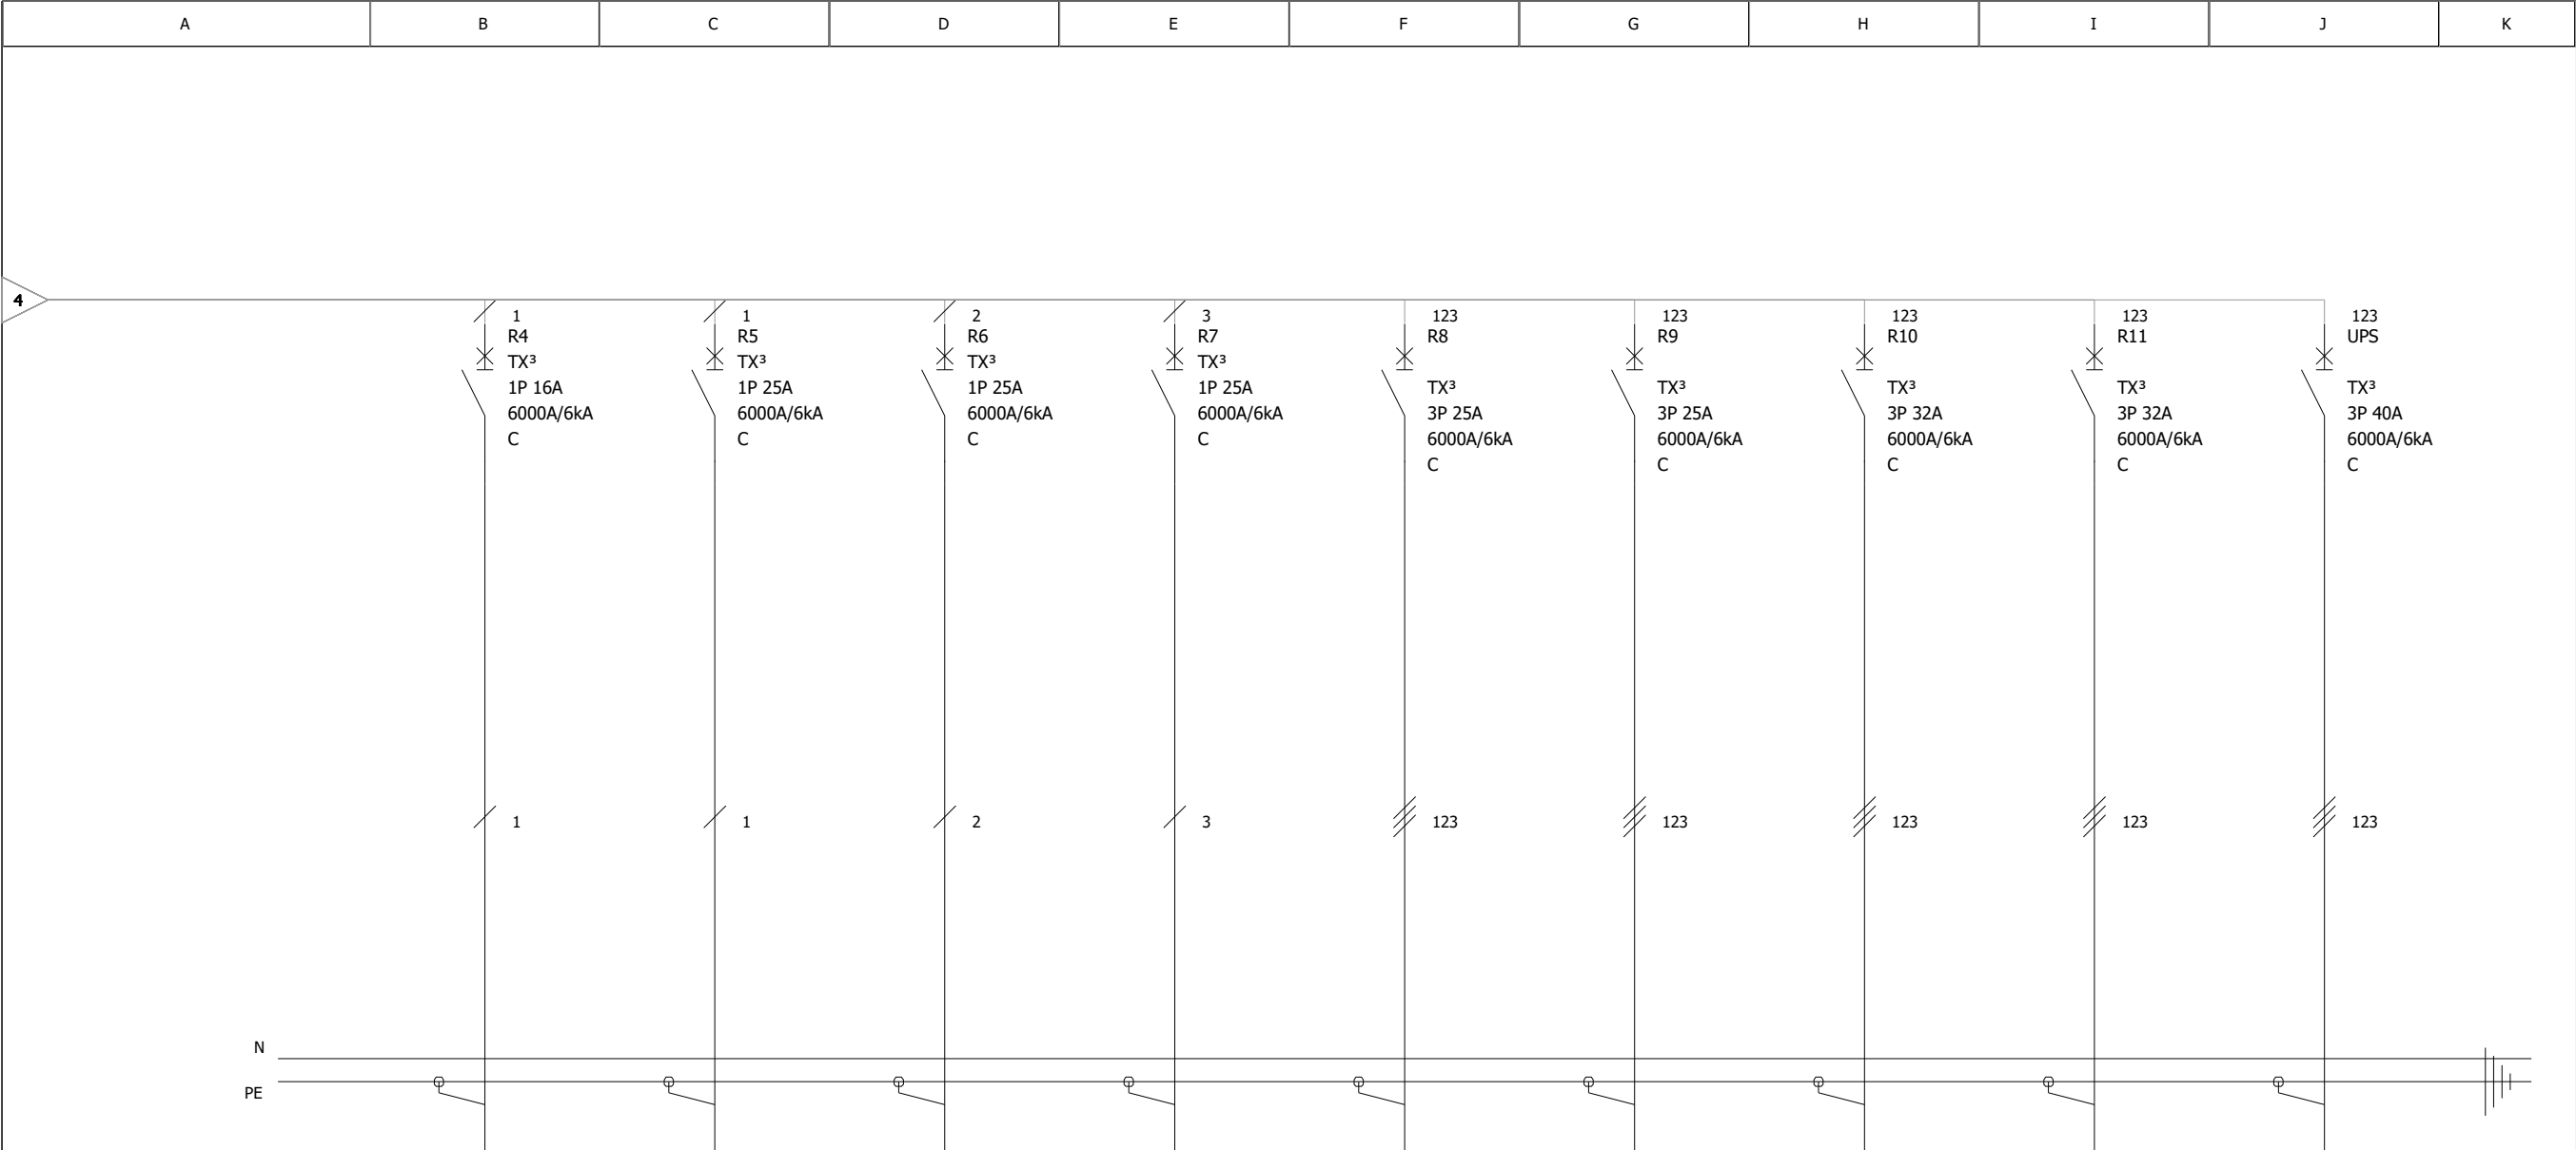 A B C D E F G H I J K
4
1 1 2 3 123 123 123 123 123
R4 R5 R6 R7 R8 R9 R10 R11 UPS
TX³ TX³ TX³ TX³
1P 16A 1P 25A 1P 25A 1P 25A TX³ TX³ TX³ TX³ TX³
6000A/6kA 6000A/6kA 6000A/6kA 6000A/6kA 3P 25A 3P 25A 3P 32A 3P 32A 3P 40A
C C C C 6000A/6kA 6000A/6kA 6000A/6kA 6000A/6kA 6000A/6kA
C C C C C
1 1 2 3 123 123 123 123 123
N
PE